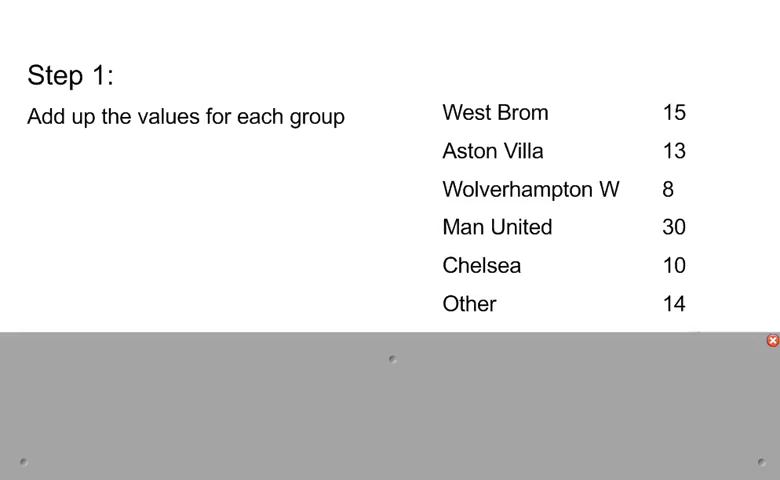 Step 1:
Add up the values for each group
West Brom 15
Aston Villa 13
Wolverhampton W 8
Man United 30
Chelsea 10
Other 14